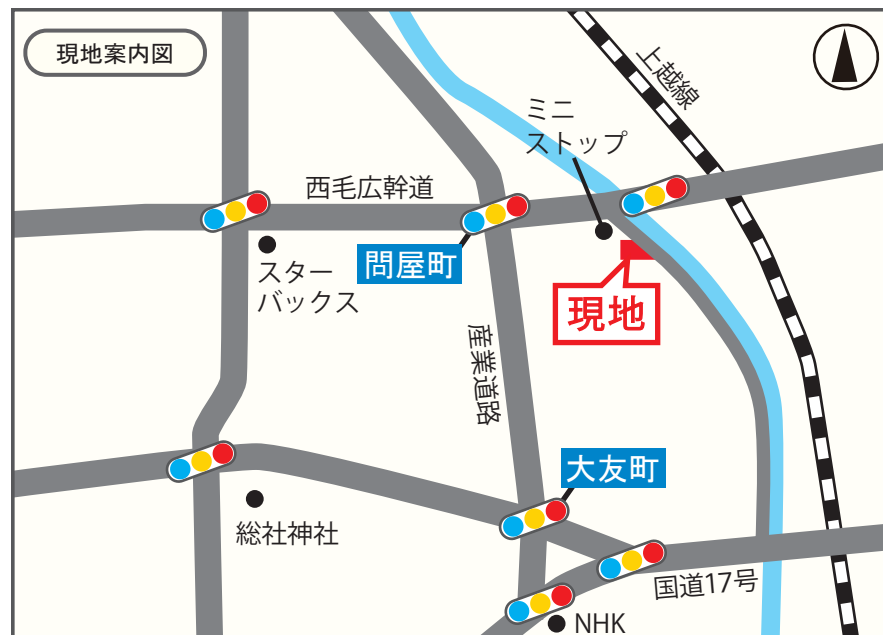 現地案内図
上越線
ミニ
ストップ
西毛広幹道
問屋町
スター
バックス
現地
産業道路
大友町
総社神社
国道17号
NHK